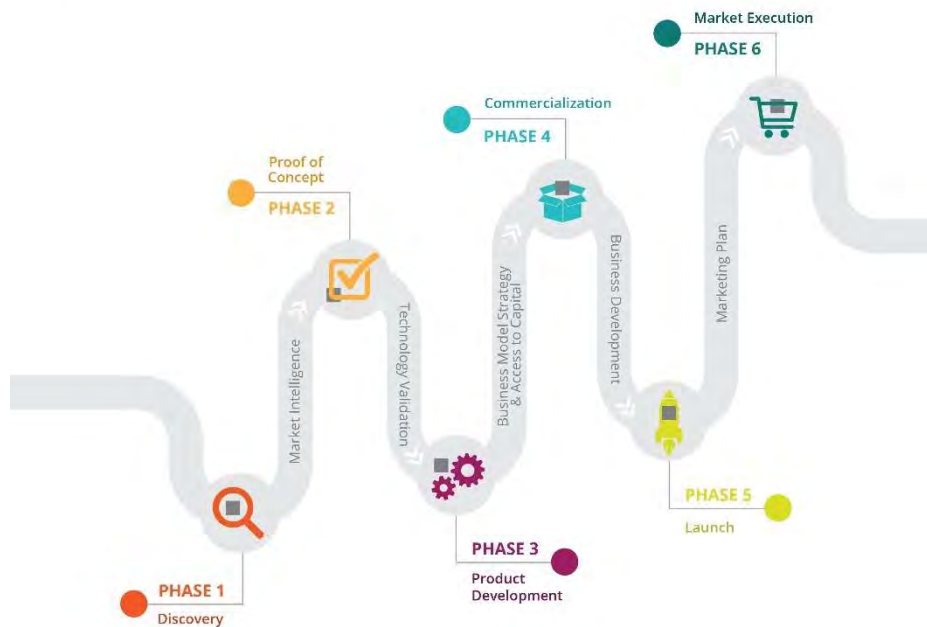 PHASE 1
Discovery
Market Intelligence
Proof of
Concept
PHASE 2
Technology Validation
PHASE 3
Product
Development
Business Model Strategy
& Access to Capital
Commercialization
PHASE 4
Business Development
PHASE 5
Launch
Marketing Plan
Market Execution
PHASE 6